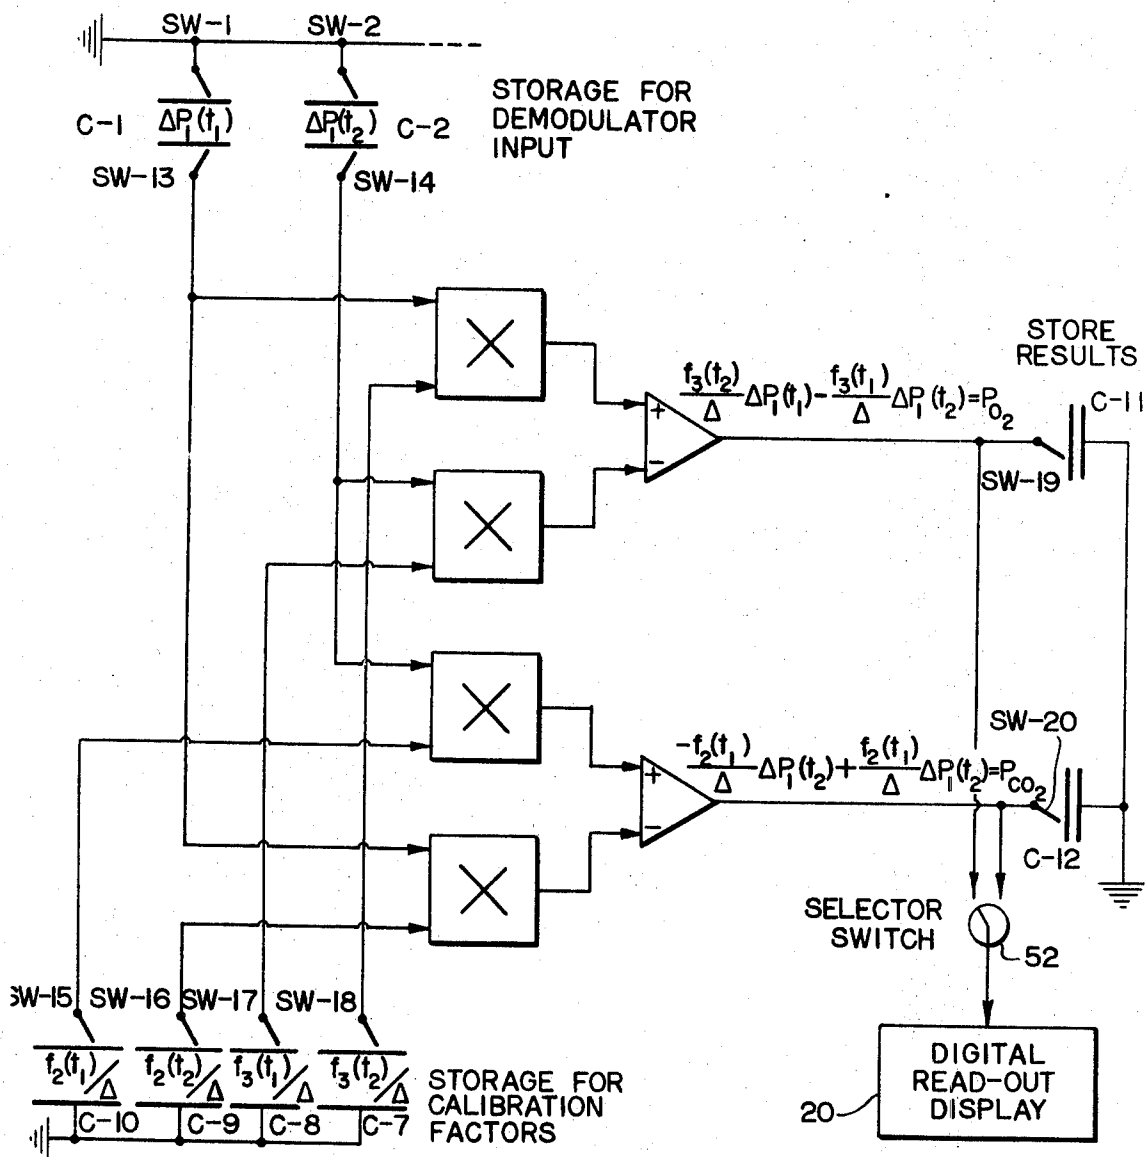 SW-1 SW-2
STORAGE FOR
DEMODULATOR
INPUT
C-1 ΔP₁(t₁) ΔP₁(t₂) C-2
SW-13 SW-14
STORE
RESULTS
f₃(t₂)/Δ ΔP₁(t₁) - f₃(t₁)/Δ ΔP₁(t₂) = P_O₂
C-11
+
-
SW-19
SW-20
-f₂(t₁)/Δ ΔP₁(t₂) + f₂(t₁)/Δ ΔP₁(t₂) = P_CO₂
+
-
C-12
SELECTOR
SWITCH
52
SW-15 SW-16 SW-17 SW-18
f₂(t₁)/Δ f₂(t₂)/Δ f₃(t₁)/Δ f₃(t₂)/Δ
C-10 C-9 C-8 C-7
STORAGE FOR
CALIBRATION
FACTORS
DIGITAL
READ-OUT
DISPLAY
20